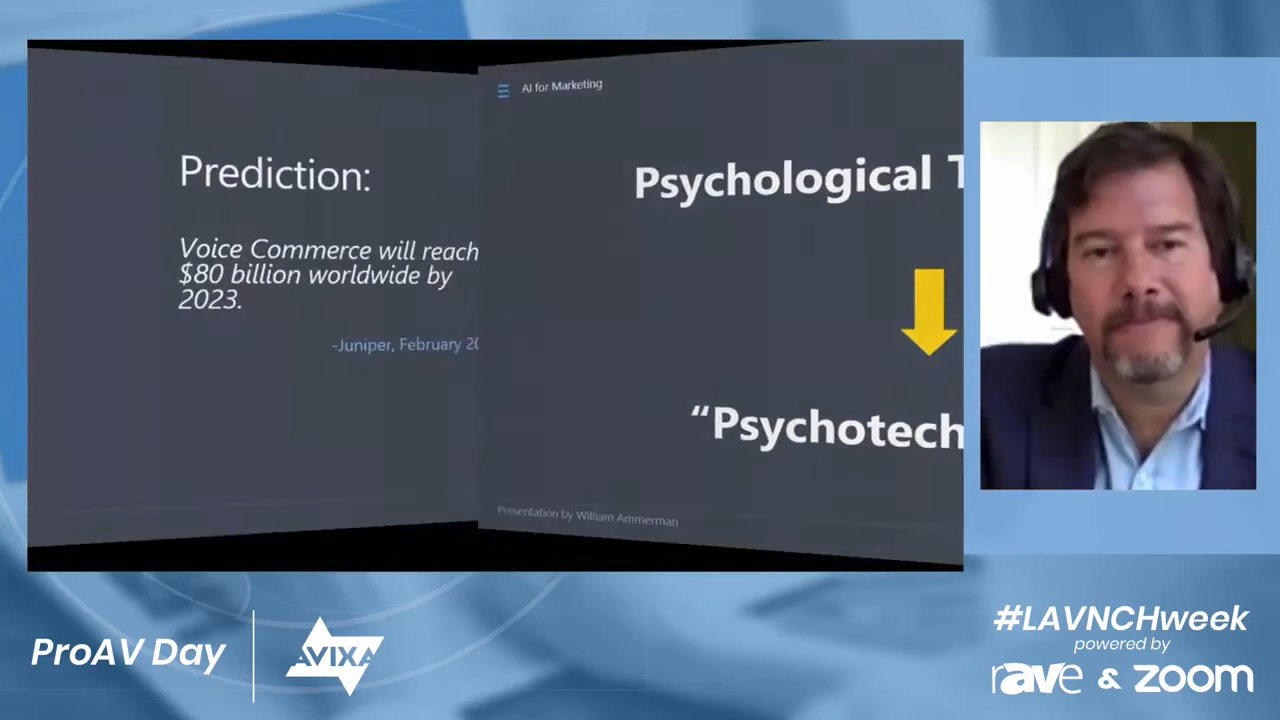 Prediction:
Voice Commerce will reach
$80 billion worldwide by
2023.
-Juniper, February
AI for Marketing
Psychological
“Psychotech
Presentation by William Ammerman
ProAV Day
AVIXA
#LAVNCHweek
powered by
rave & zoom